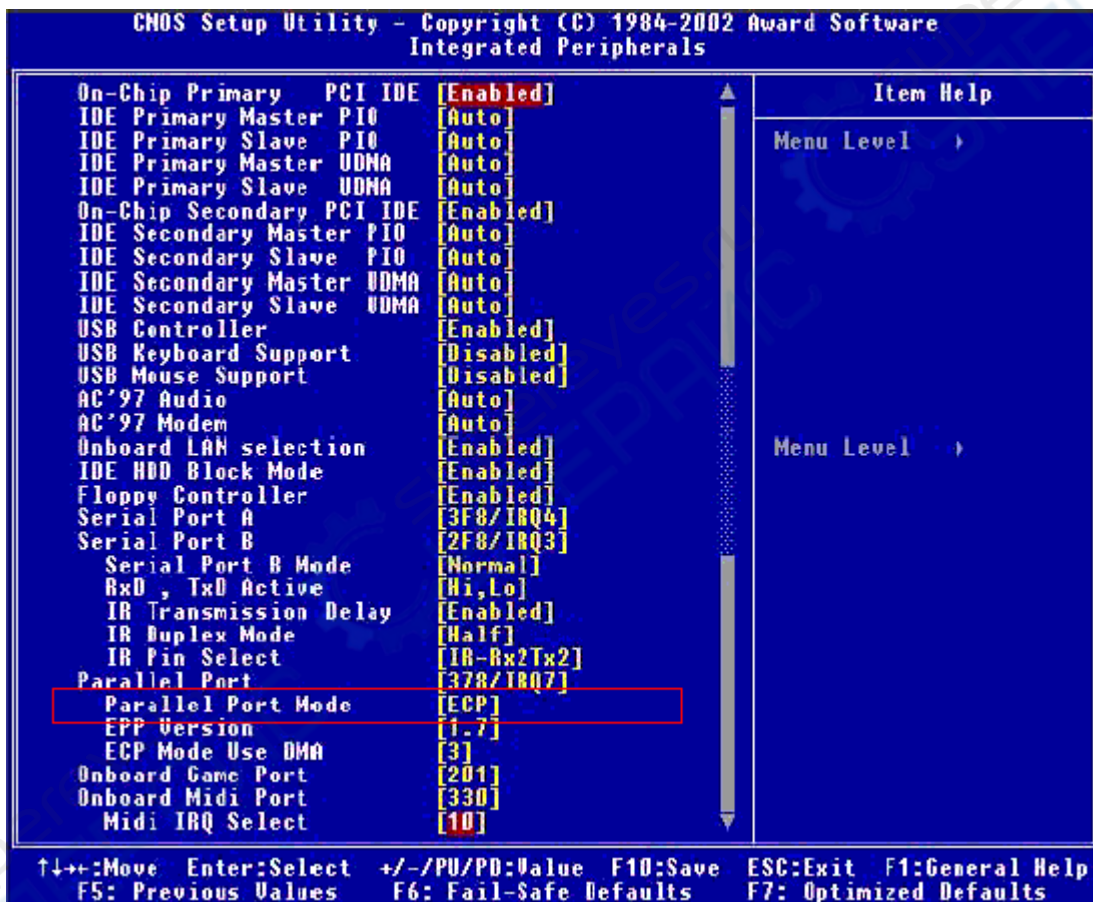 CMOS Setup Utility - Copyright (C) 1984-2002 Award Software
Integrated Peripherals
On-Chip Primary PCI IDE [Enabled]
IDE Primary Master PIO [Auto]
IDE Primary Slave PIO [Auto]
IDE Primary Master UDMA [Auto]
IDE Primary Slave UDMA [Auto]
On-Chip Secondary PCI IDE [Enabled]
IDE Secondary Master PIO [Auto]
IDE Secondary Slave PIO [Auto]
IDE Secondary Master UDMA [Auto]
IDE Secondary Slave UDMA [Auto]
USB Controller [Enabled]
USB Keyboard Support [Disabled]
USB Mouse Support [Disabled]
AC'97 Audio [Auto]
AC'97 Modem [Auto]
Onboard LAN selection [Enabled]
IDE HDD Block Mode [Enabled]
Floppy Controller [Enabled]
Serial Port A [3F8/IRQ4]
Serial Port B [2F8/IRQ3]
Serial Port B Mode [Normal]
RxD , TxD Active [Hi,Lo]
IR Transmission Delay [Enabled]
IR Duplex Mode [Half]
IR Pin Select [IR-Rx2Tx2]
Parallel Port [378/IRQ7]
Parallel Port Mode [ECP]
EPP Version [1.7]
ECP Mode Use DMA [3]
Onboard Game Port [201]
Onboard Midi Port [330]
Midi IRQ Select [10]
Item Help
Menu Level
Menu Level
↑↓→←:Move Enter:Select +/-/PU/PD:Value F10:Save ESC:Exit F1:General Help
F5: Previous Values F6: Fail-Safe Defaults F7: Optimized Defaults